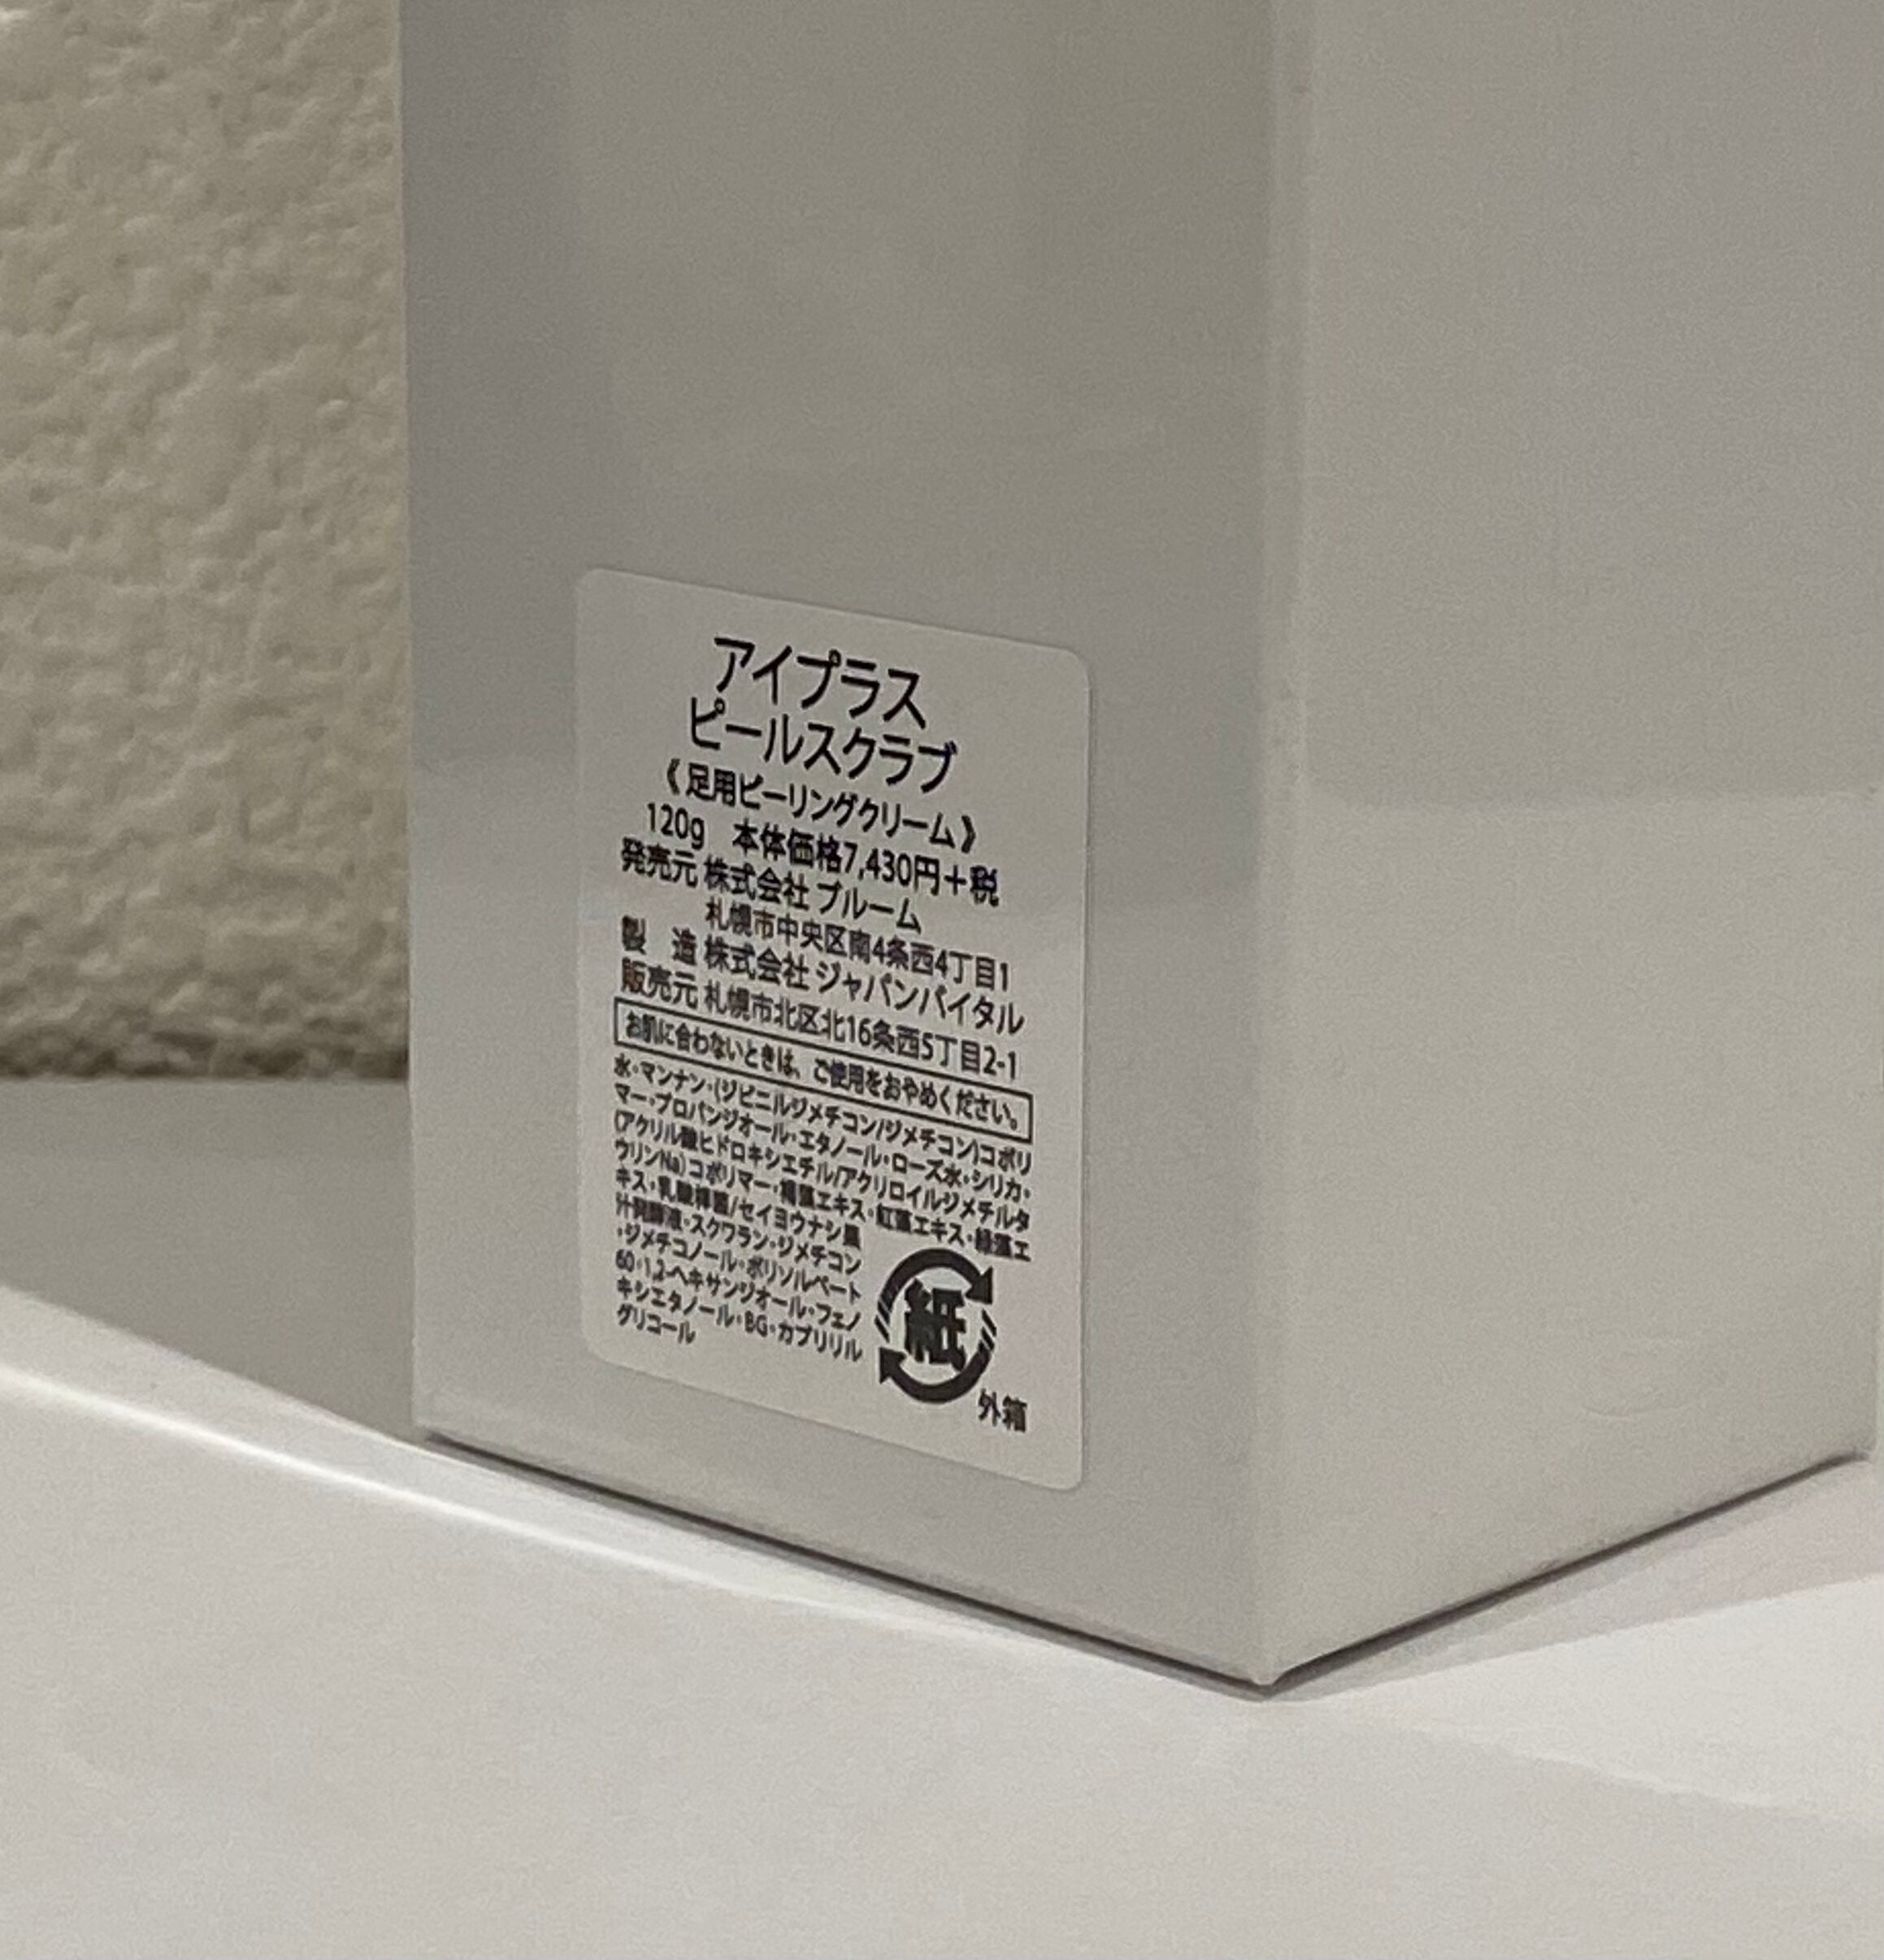 アイプラス
ピールスクラブ
《足用ピーリングクリーム》
120g 本体価格7,430円+税
発売元 株式会社 ブルーム
札幌市中央区南4条西4丁目1
製 造 株式会社 ジャパンバイタル
販売元 札幌市北区北16条西5丁目2-1
お肌に合わないときは、ご使用をおやめください。
水・マンナン・(ジビニルジメチコン/ジメチコン)コポリ
マー・プロパンジオール・エタノール・ローズ水・シリカ・
(アクリル酸ヒドロキシエチル/アクリロイルジメチルタ
ウリンNa)コポリマー・褐藻エキス・紅藻エキス・緑藻エ
キス・乳酸桿菌/セイヨウナシ果
汁発酵液・スクワラン・ジメチコン
・ジメチコノール・ポリソルベート
60・1,2-ヘキサンジオール・フェノ
キシエタノール・BG・カプリリル
グリコール
紙
外箱